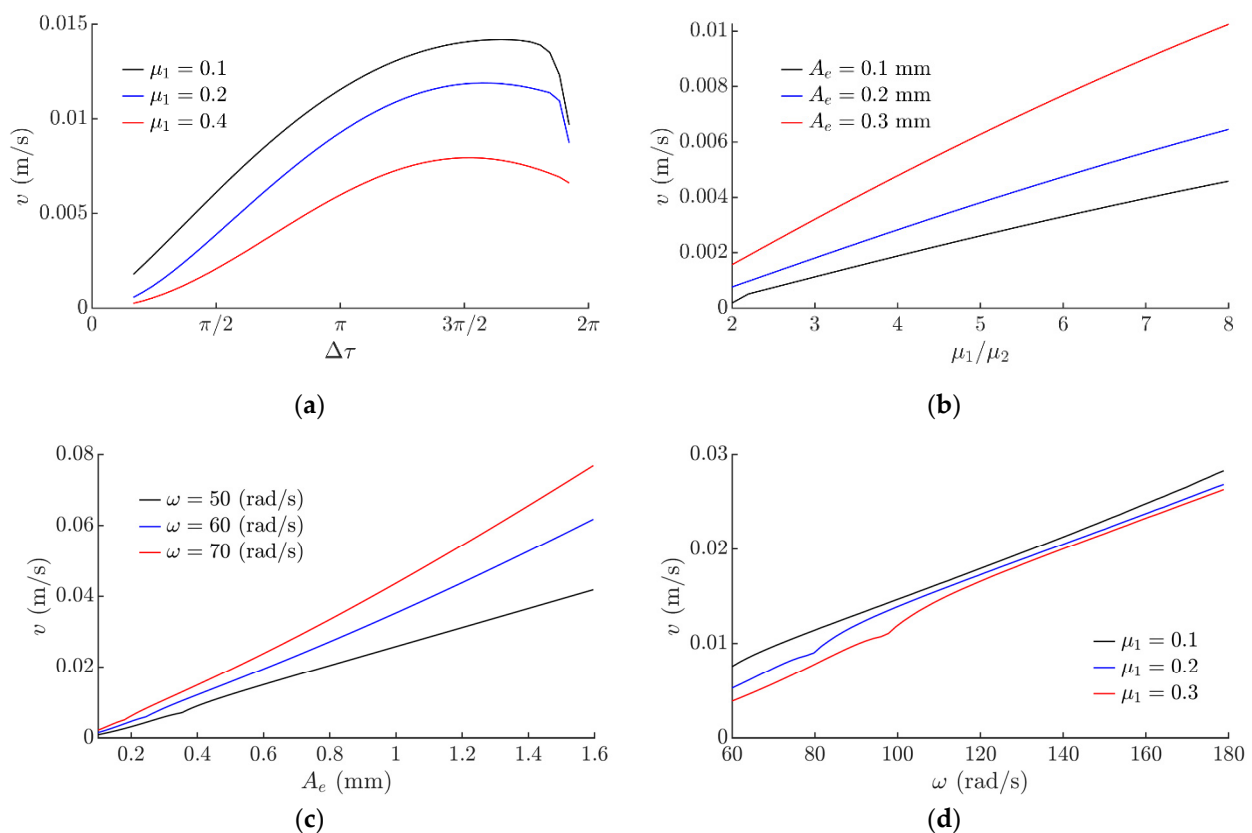 0.015
0.01
0.005
0
v (m/s)
μ₁ = 0.1
μ₁ = 0.2
μ₁ = 0.4
0 π/2 π 3π/2 2π
Δτ
(a)
0.01
0.008
0.006
0.004
0.002
0
v (m/s)
Aₑ = 0.1 mm
Aₑ = 0.2 mm
Aₑ = 0.3 mm
2 3 4 5 6 7 8
μ₁/μ₂
(b)
0.08
0.06
0.04
0.02
0
v (m/s)
ω = 50 (rad/s)
ω = 60 (rad/s)
ω = 70 (rad/s)
0.2 0.4 0.6 0.8 1 1.2 1.4 1.6
Aₑ (mm)
(c)
0.03
0.02
0.01
0
v (m/s)
μ₁ = 0.1
μ₁ = 0.2
μ₁ = 0.3
60 80 100 120 140 160 180
ω (rad/s)
(d)